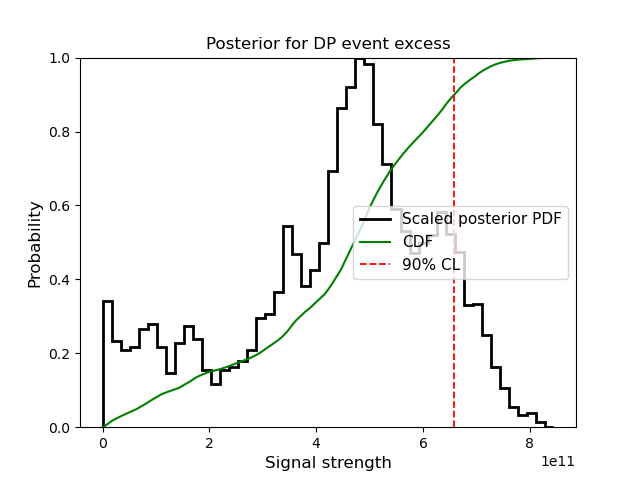 Posterior for DP event excess
Probability
1.0
0.8
0.6
0.4
0.2
0.0
Scaled posterior PDF
CDF
90% CL
0
2
4
6
8
1e11
Signal strength